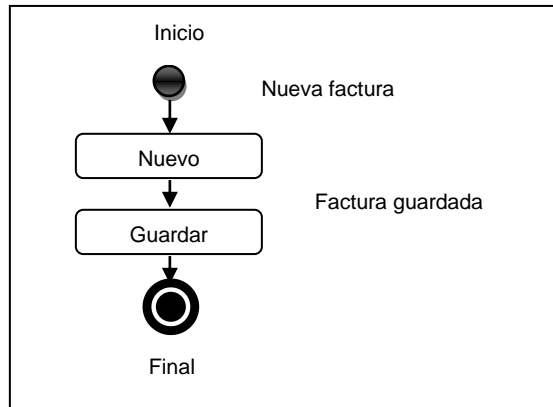 Inicio
Nueva factura
Nuevo
Factura guardada
Guardar
Final